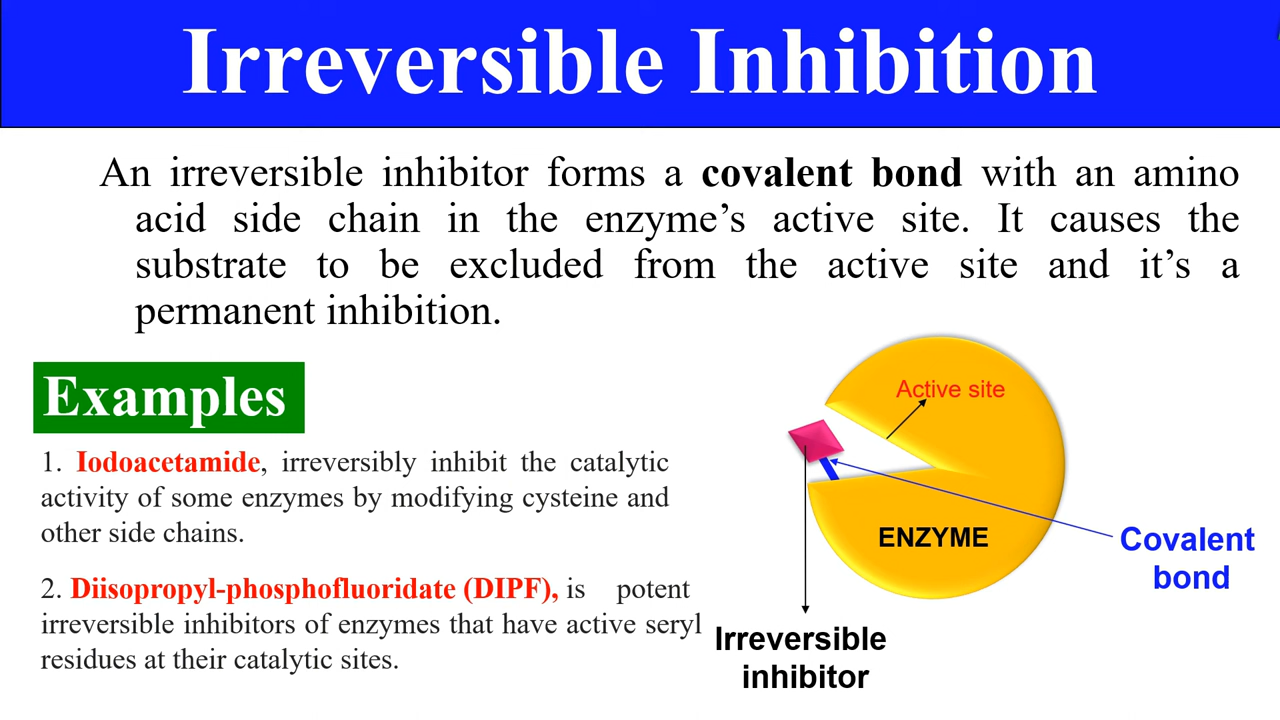 Irreversible Inhibition
An irreversible inhibitor forms a covalent bond with an amino
acid side chain in the enzyme’s active site. It causes the
substrate to be excluded from the active site and it’s a
permanent inhibition.
Examples
1. Iodoacetamide, irreversibly inhibit the catalytic
activity of some enzymes by modifying cysteine and
other side chains.
2. Diisopropyl-phosphofluoridate (DIPF), is potent
irreversible inhibitors of enzymes that have active seryl
residues at their catalytic sites.
Active site
ENZYME
Covalent
bond
Irreversible
inhibitor